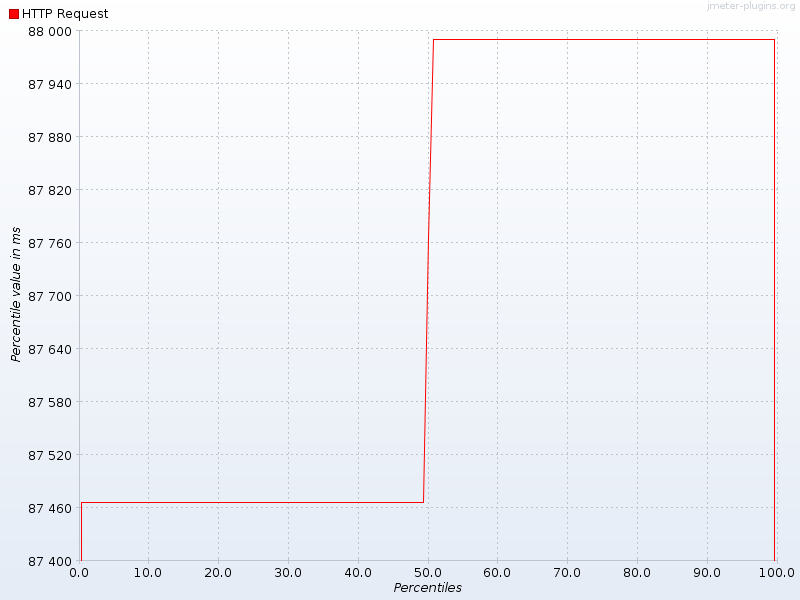 jmeter-plugins.org
HTTP Request
88 000
87 940
87 880
87 820
87 760
87 700
87 640
87 580
87 520
87 460
87 400
Percentile value in ms
0.0 10.0 20.0 30.0 40.0 50.0 60.0 70.0 80.0 90.0 100.0
Percentiles